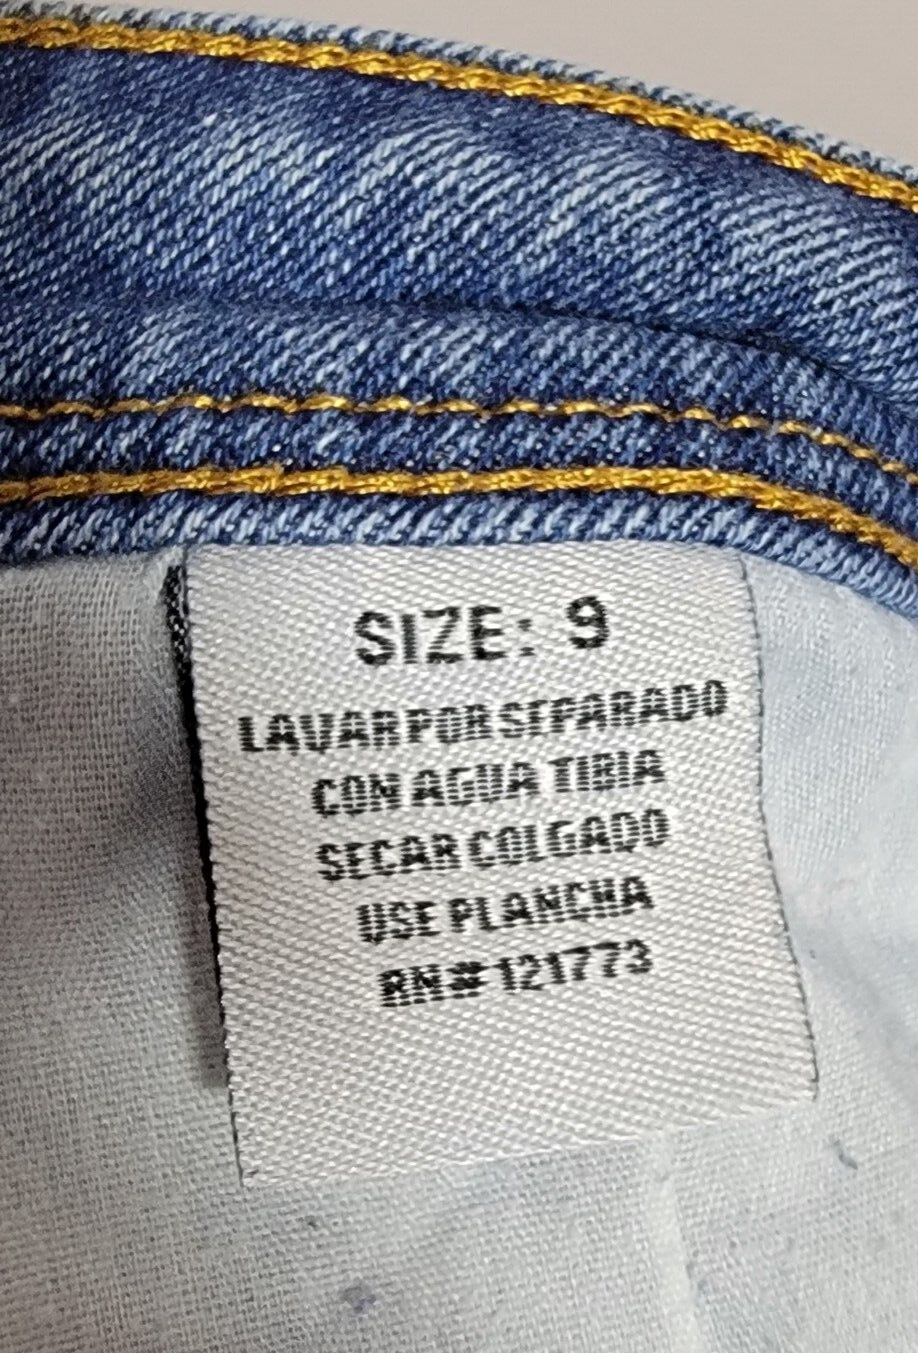 SIZE: 9
LAVAR POR SEPARADO
CON AGUA TIBIA
SECAR COLGADO
USE PLANCHA
RN# 121773